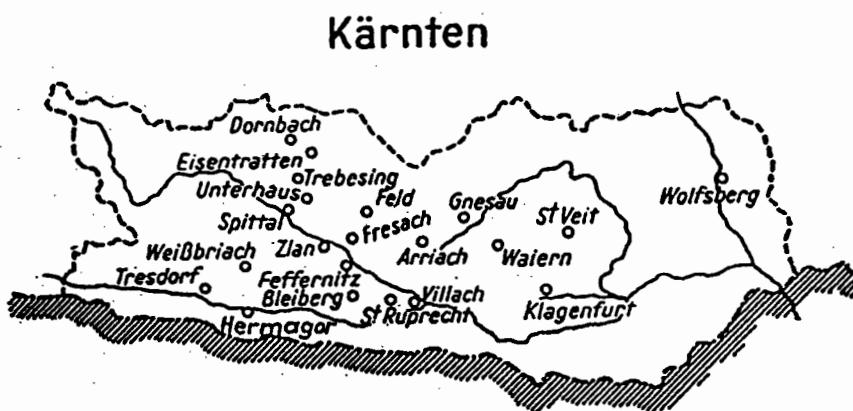 Kärnten
Dornbach
Eisentratten
Trebesing
Unterhaus
Feld
Gnesau
Wolfsberg
Spittal
Fresach
St Veit
Weißbriach
Zlan
Arriach
Waiern
Tresdorf
Feffernitz
Bleiberg
Villach
Klagenfurt
Hermagor
St Ruprecht